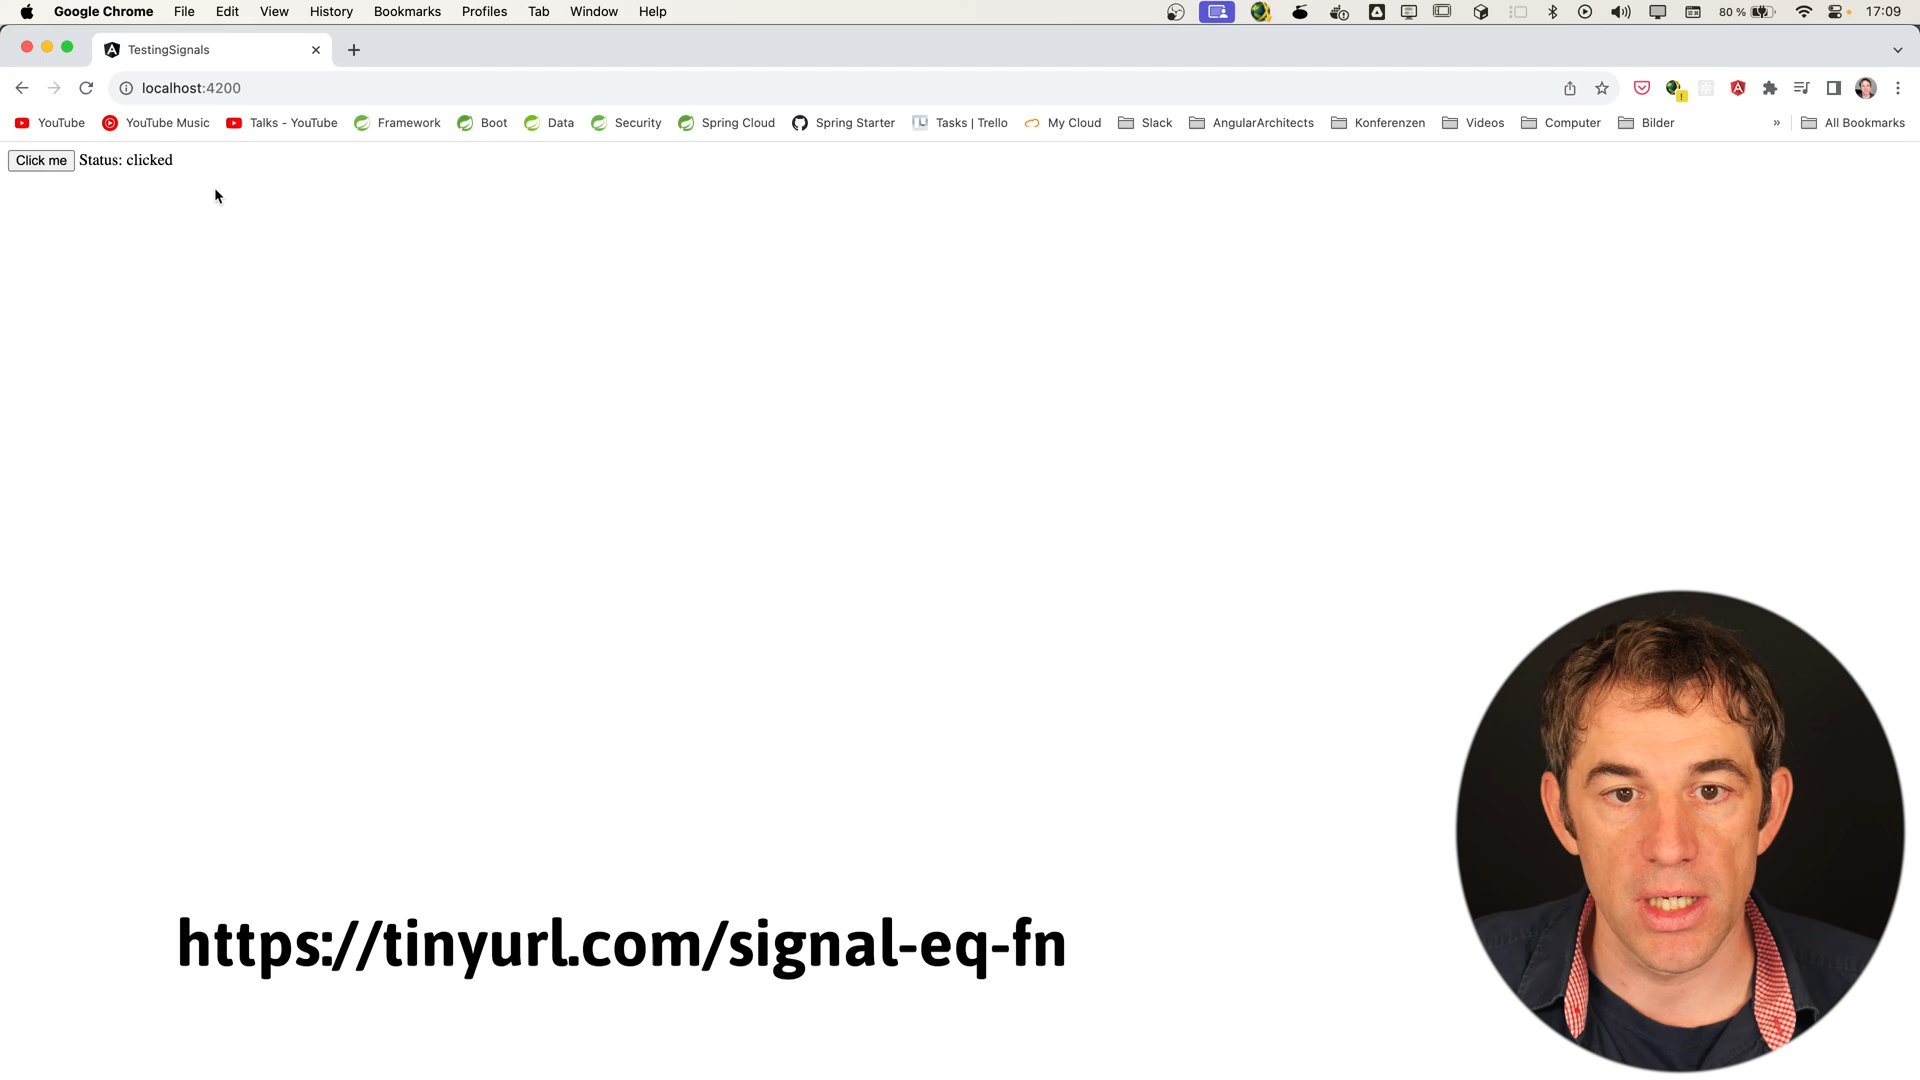 Google Chrome File Edit View History Bookmarks Profiles Tab Window Help 80 % 17:09
TestingSignals
localhost:4200
YouTube YouTube Music Talks - YouTube Framework Boot Data Security Spring Cloud Spring Starter Tasks | Trello My Cloud Slack AngularArchitects Konferenzen Videos Computer Bilder » All Bookmarks
Click me Status: clicked
https://tinyurl.com/signal-eq-fn